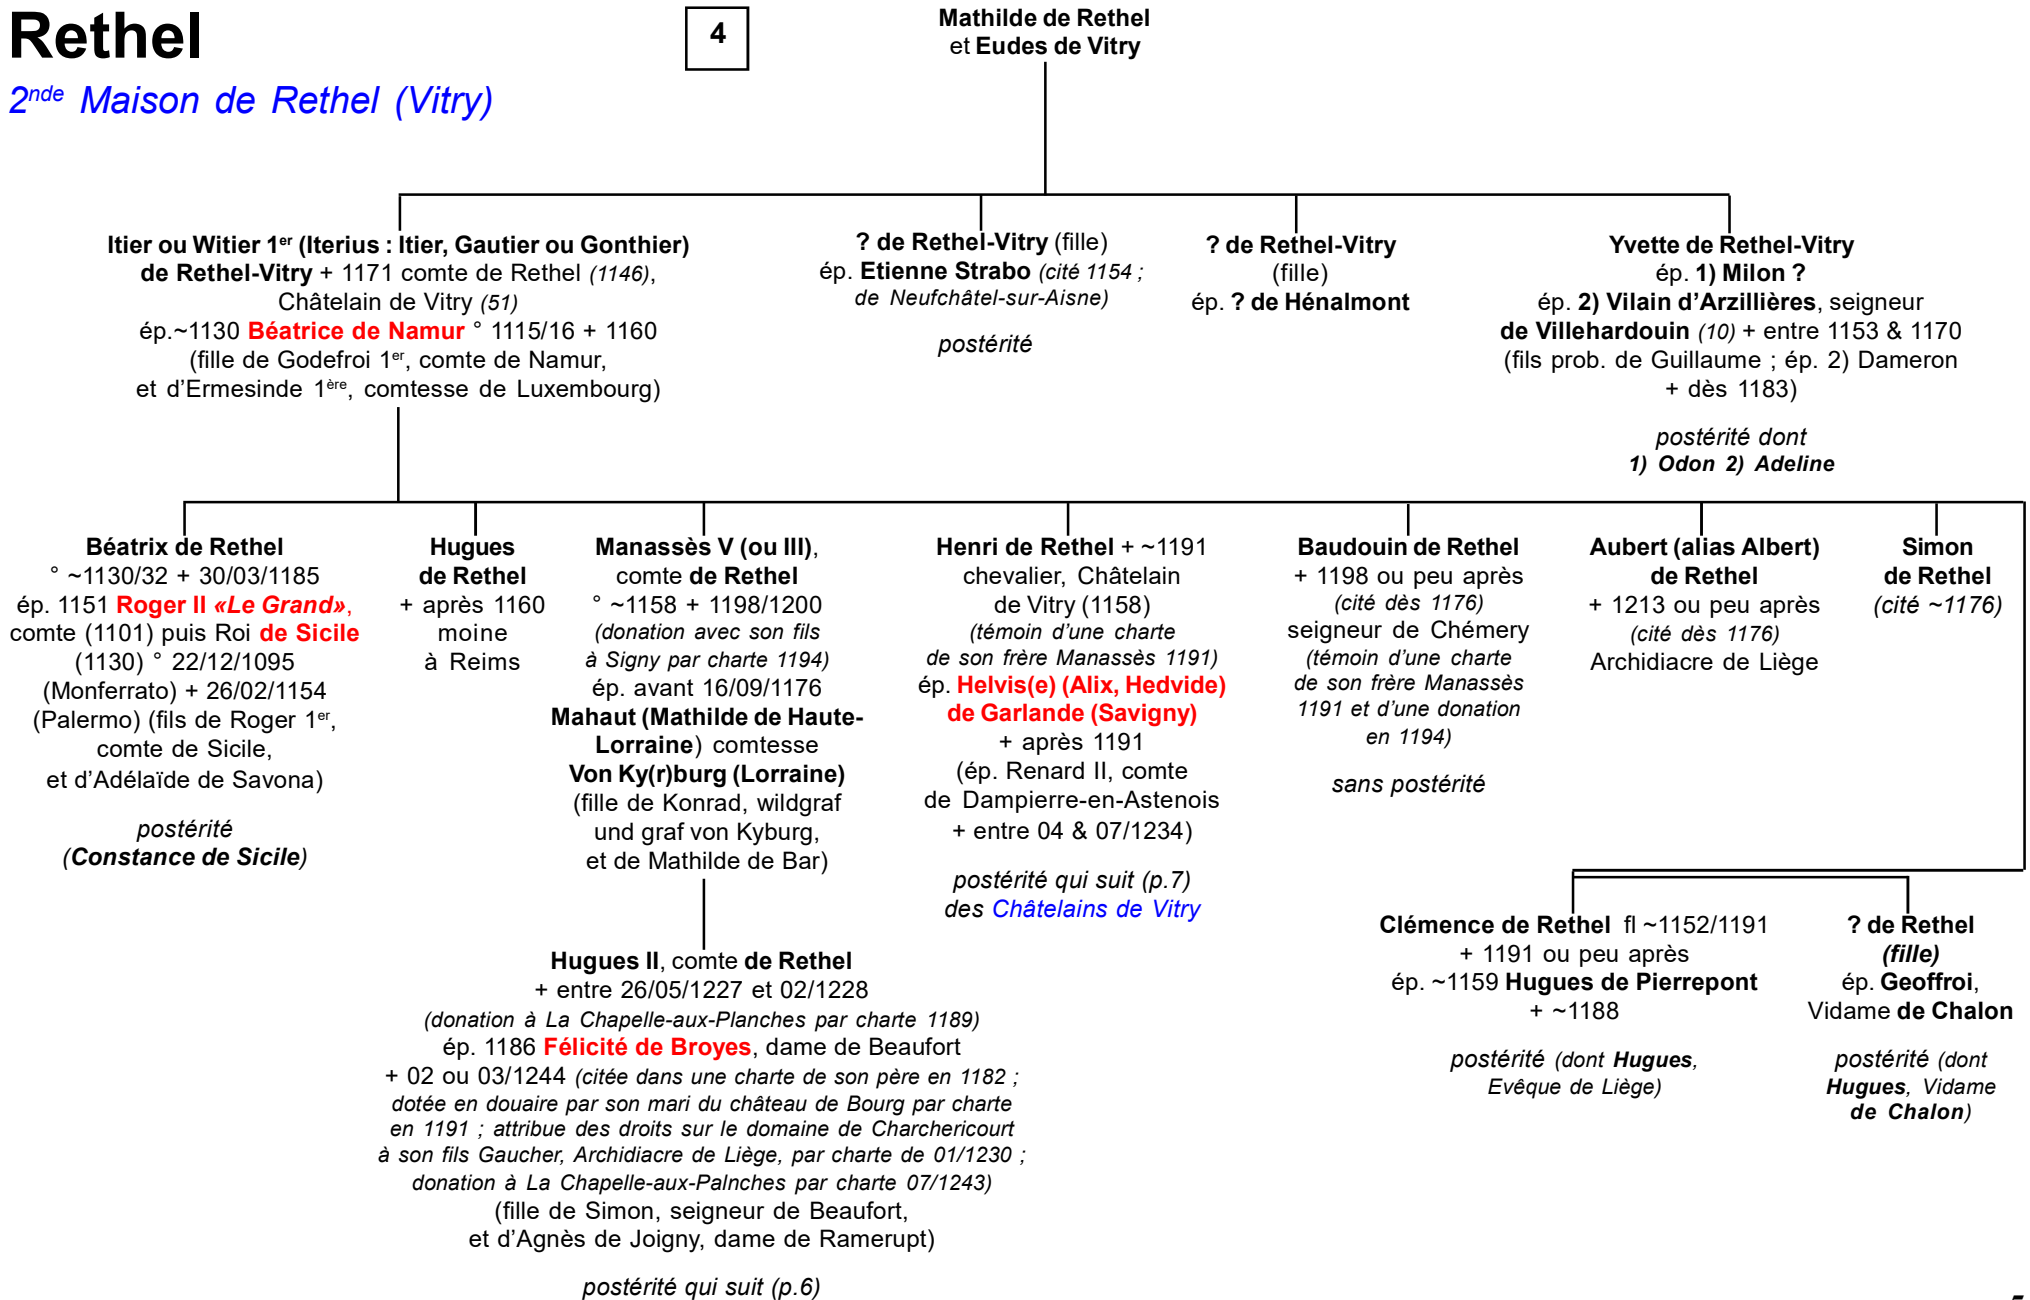 Rethel
2nde Maison de Rethel (Vitry)
4
Mathilde de Rethel
et Eudes de Vitry
Itier ou Witier 1er (Iterius : Itier, Gautier ou Gonthier)
de Rethel-Vitry + 1171 comte de Rethel (1146),
Châtelain de Vitry (51)
ép.~1130 Béatrice de Namur ° 1115/16 + 1160
(fille de Godefroi 1er, comte de Namur,
et d'Ermesinde 1ère, comtesse de Luxembourg)
? de Rethel-Vitry (fille)
ép. Etienne Strabo (cité 1154 ;
de Neufchâtel-sur-Aisne)
postérité
? de Rethel-Vitry
(fille)
ép. ? de Hénalmont
Yvette de Rethel-Vitry
ép. 1) Milon ?
ép. 2) Vilain d'Arzillières, seigneur
de Villehardouin (10) + entre 1153 & 1170
(fils prob. de Guillaume ; ép. 2) Dameron
+ dès 1183)
postérité dont
1) Odon 2) Adeline
Béatrix de Rethel
° ~1130/32 + 30/03/1185
ép. 1151 Roger II «Le Grand»,
comte (1101) puis Roi de Sicile
(1130) ° 22/12/1095
(Monferrato) + 26/02/1154
(Palermo) (fils de Roger 1er,
comte de Sicile,
et d'Adélaïde de Savona)
postérité
(Constance de Sicile)
Hugues
de Rethel
+ après 1160
moine
à Reims
Manassès V (ou III),
comte de Rethel
° ~1158 + 1198/1200
(donation avec son fils
à Signy par charte 1194)
ép. avant 16/09/1176
Mahaut (Mathilde de Haute-
Lorraine) comtesse
Von Ky(r)burg (Lorraine)
(fille de Konrad, wildgraf
und graf von Kyburg,
et de Mathilde de Bar)
Henri de Rethel + ~1191
chevalier, Châtelain
de Vitry (1158)
(témoin d'une charte
de son frère Manassès 1191)
ép. Helvis(e) (Alix, Hedvide)
de Garlande (Savigny)
+ après 1191
(ép. Renard II, comte
de Dampierre-en-Astenois
+ entre 04 & 07/1234)
postérité qui suit (p.7)
des Châtelains de Vitry
Baudouin de Rethel
+ 1198 ou peu après
(cité dès 1176)
seigneur de Chémery
(témoin d'une charte
de son frère Manassès
1191 et d'une donation
en 1194)
sans postérité
Aubert (alias Albert)
de Rethel
+ 1213 ou peu après
(cité dès 1176)
Archidiacre de Liège
Simon
de Rethel
(cité ~1176)
Hugues II, comte de Rethel
+ entre 26/05/1227 et 02/1228
(donation à La Chapelle-aux-Planches par charte 1189)
ép. 1186 Félicité de Broyes, dame de Beaufort
+ 02 ou 03/1244 (citée dans une charte de son père en 1182 ;
dotée en douaire par son mari du château de Bourg par charte
en 1191 ; attribue des droits sur le domaine de Charchericourt
à son fils Gaucher, Archidiacre de Liège, par charte de 01/1230 ;
donation à La Chapelle-aux-Palnches par charte 07/1243)
(fille de Simon, seigneur de Beaufort,
et d'Agnès de Joigny, dame de Ramerupt)
postérité qui suit (p.6)
Clémence de Rethel fl ~1152/1191
+ 1191 ou peu après
ép. ~1159 Hugues de Pierrepont
+ ~1188
postérité (dont Hugues,
Evêque de Liège)
? de Rethel
(fille)
ép. Geoffroi,
Vidame de Chalon
postérité (dont
Hugues, Vidame
de Chalon)